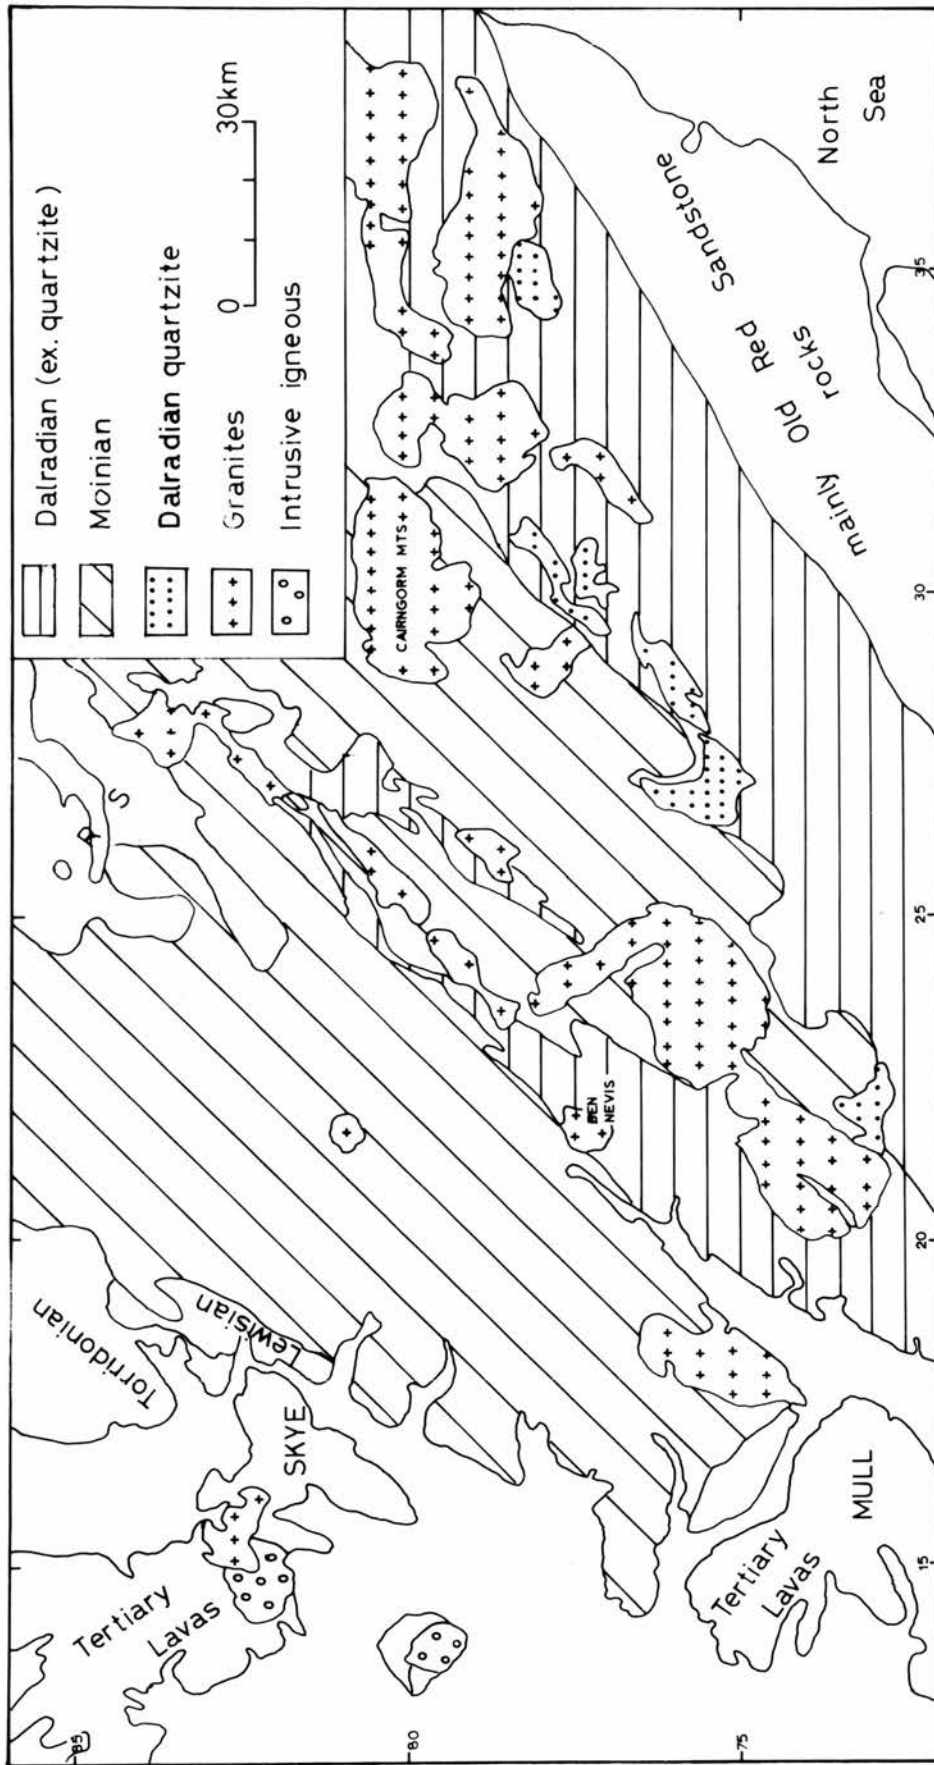 Dalradian (ex. quartzite)
Moinian
Dalradian quartzite
Granites
Intrusive igneous
0 30km
Torridonian
Lewisian
SKYE
Tertiary
Lavas
ORS
CAIRNGORM MTS
BEN
NEVIS
Tertiary
Lavas
MULL
mainly Old Red Sandstone
rocks
North
Sea
85
80
75
15
20
25
30
35